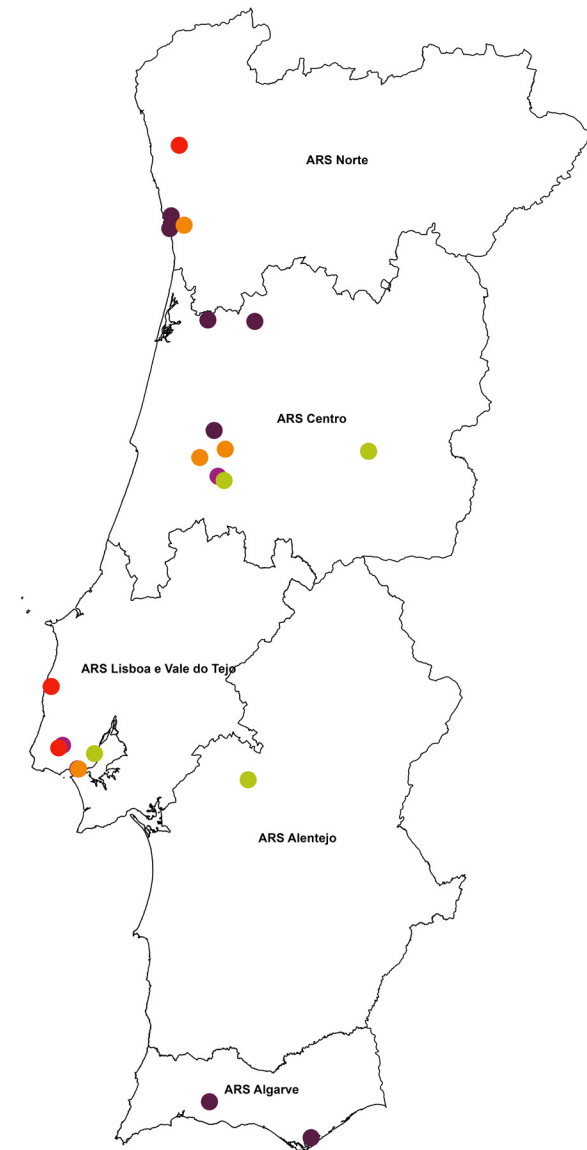 ARS Norte
ARS Centro
ARS Lisboa e Vale do Tejo
ARS Alentejo
ARS Algarve